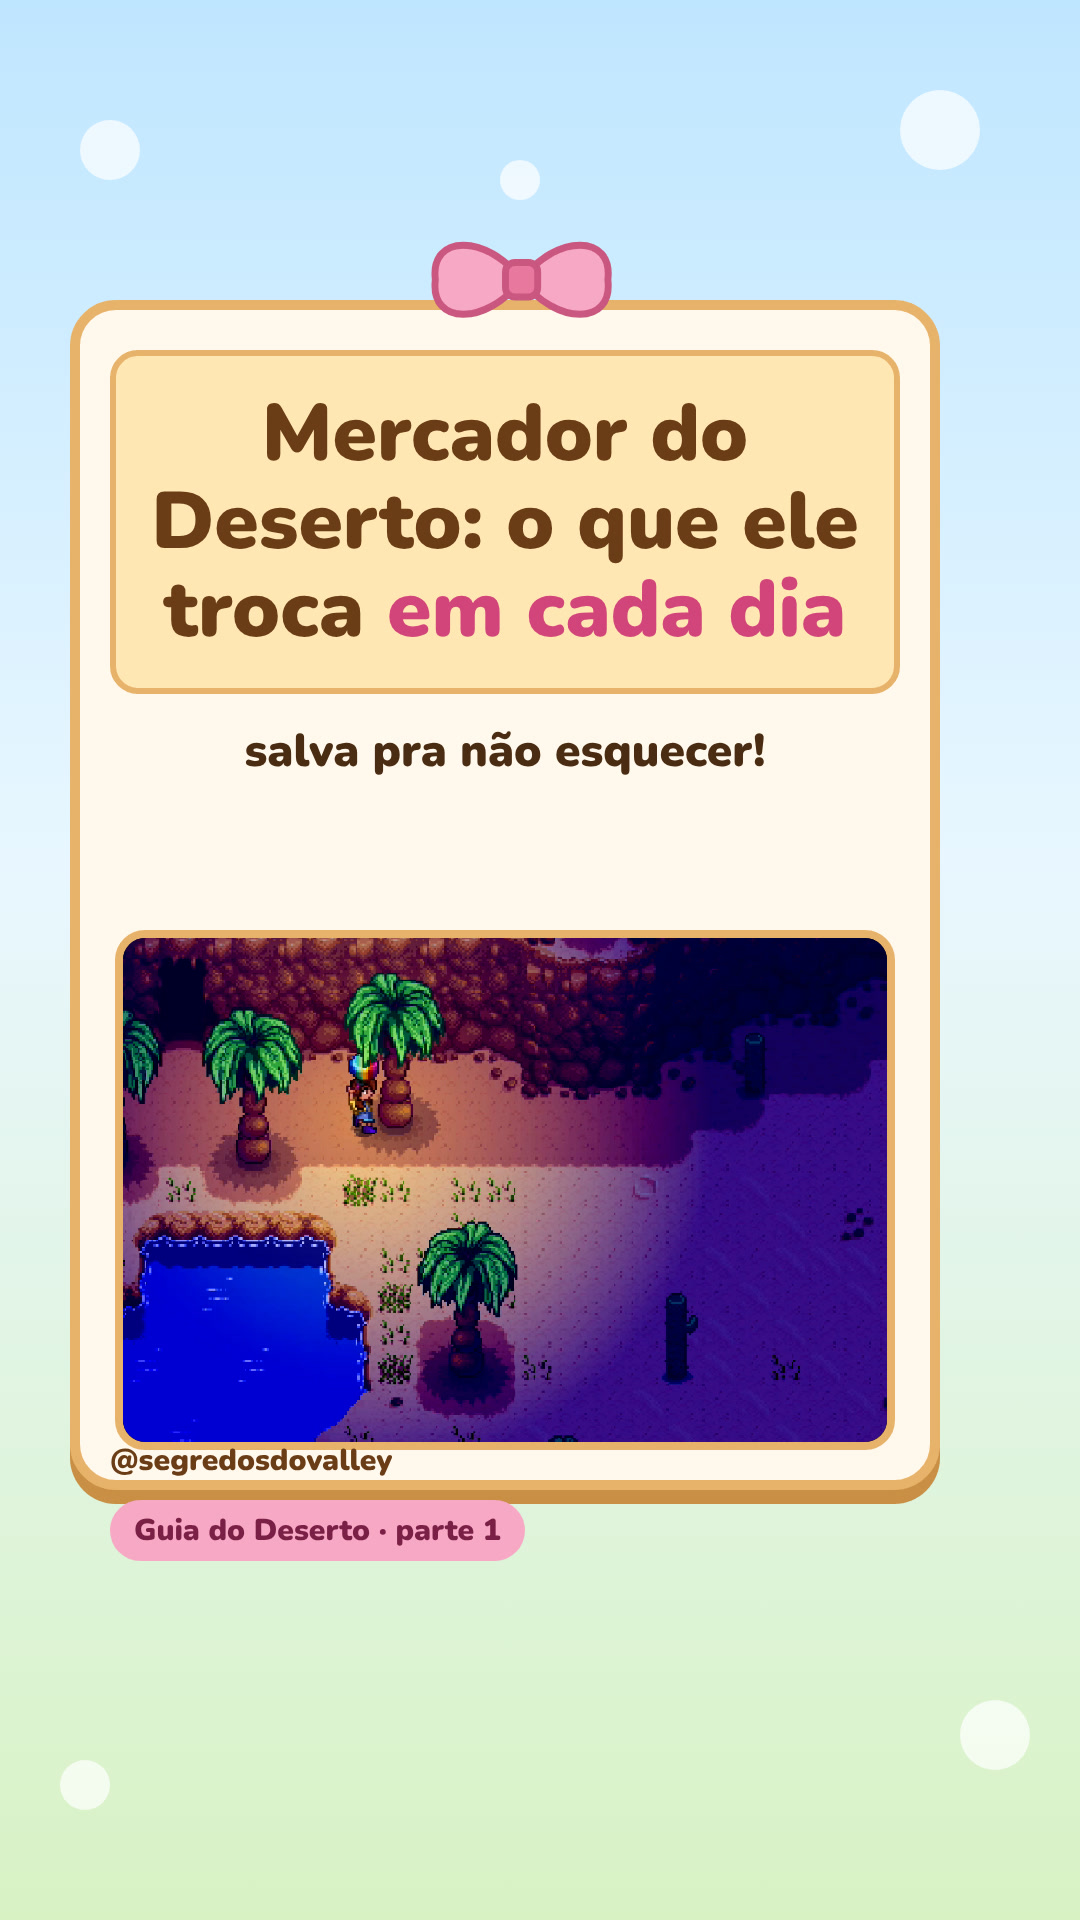 Mercador do
Deserto: o que ele
troca em cada dia
salva pra não esquecer!
@segredosdovalley
Guia do Deserto · parte 1